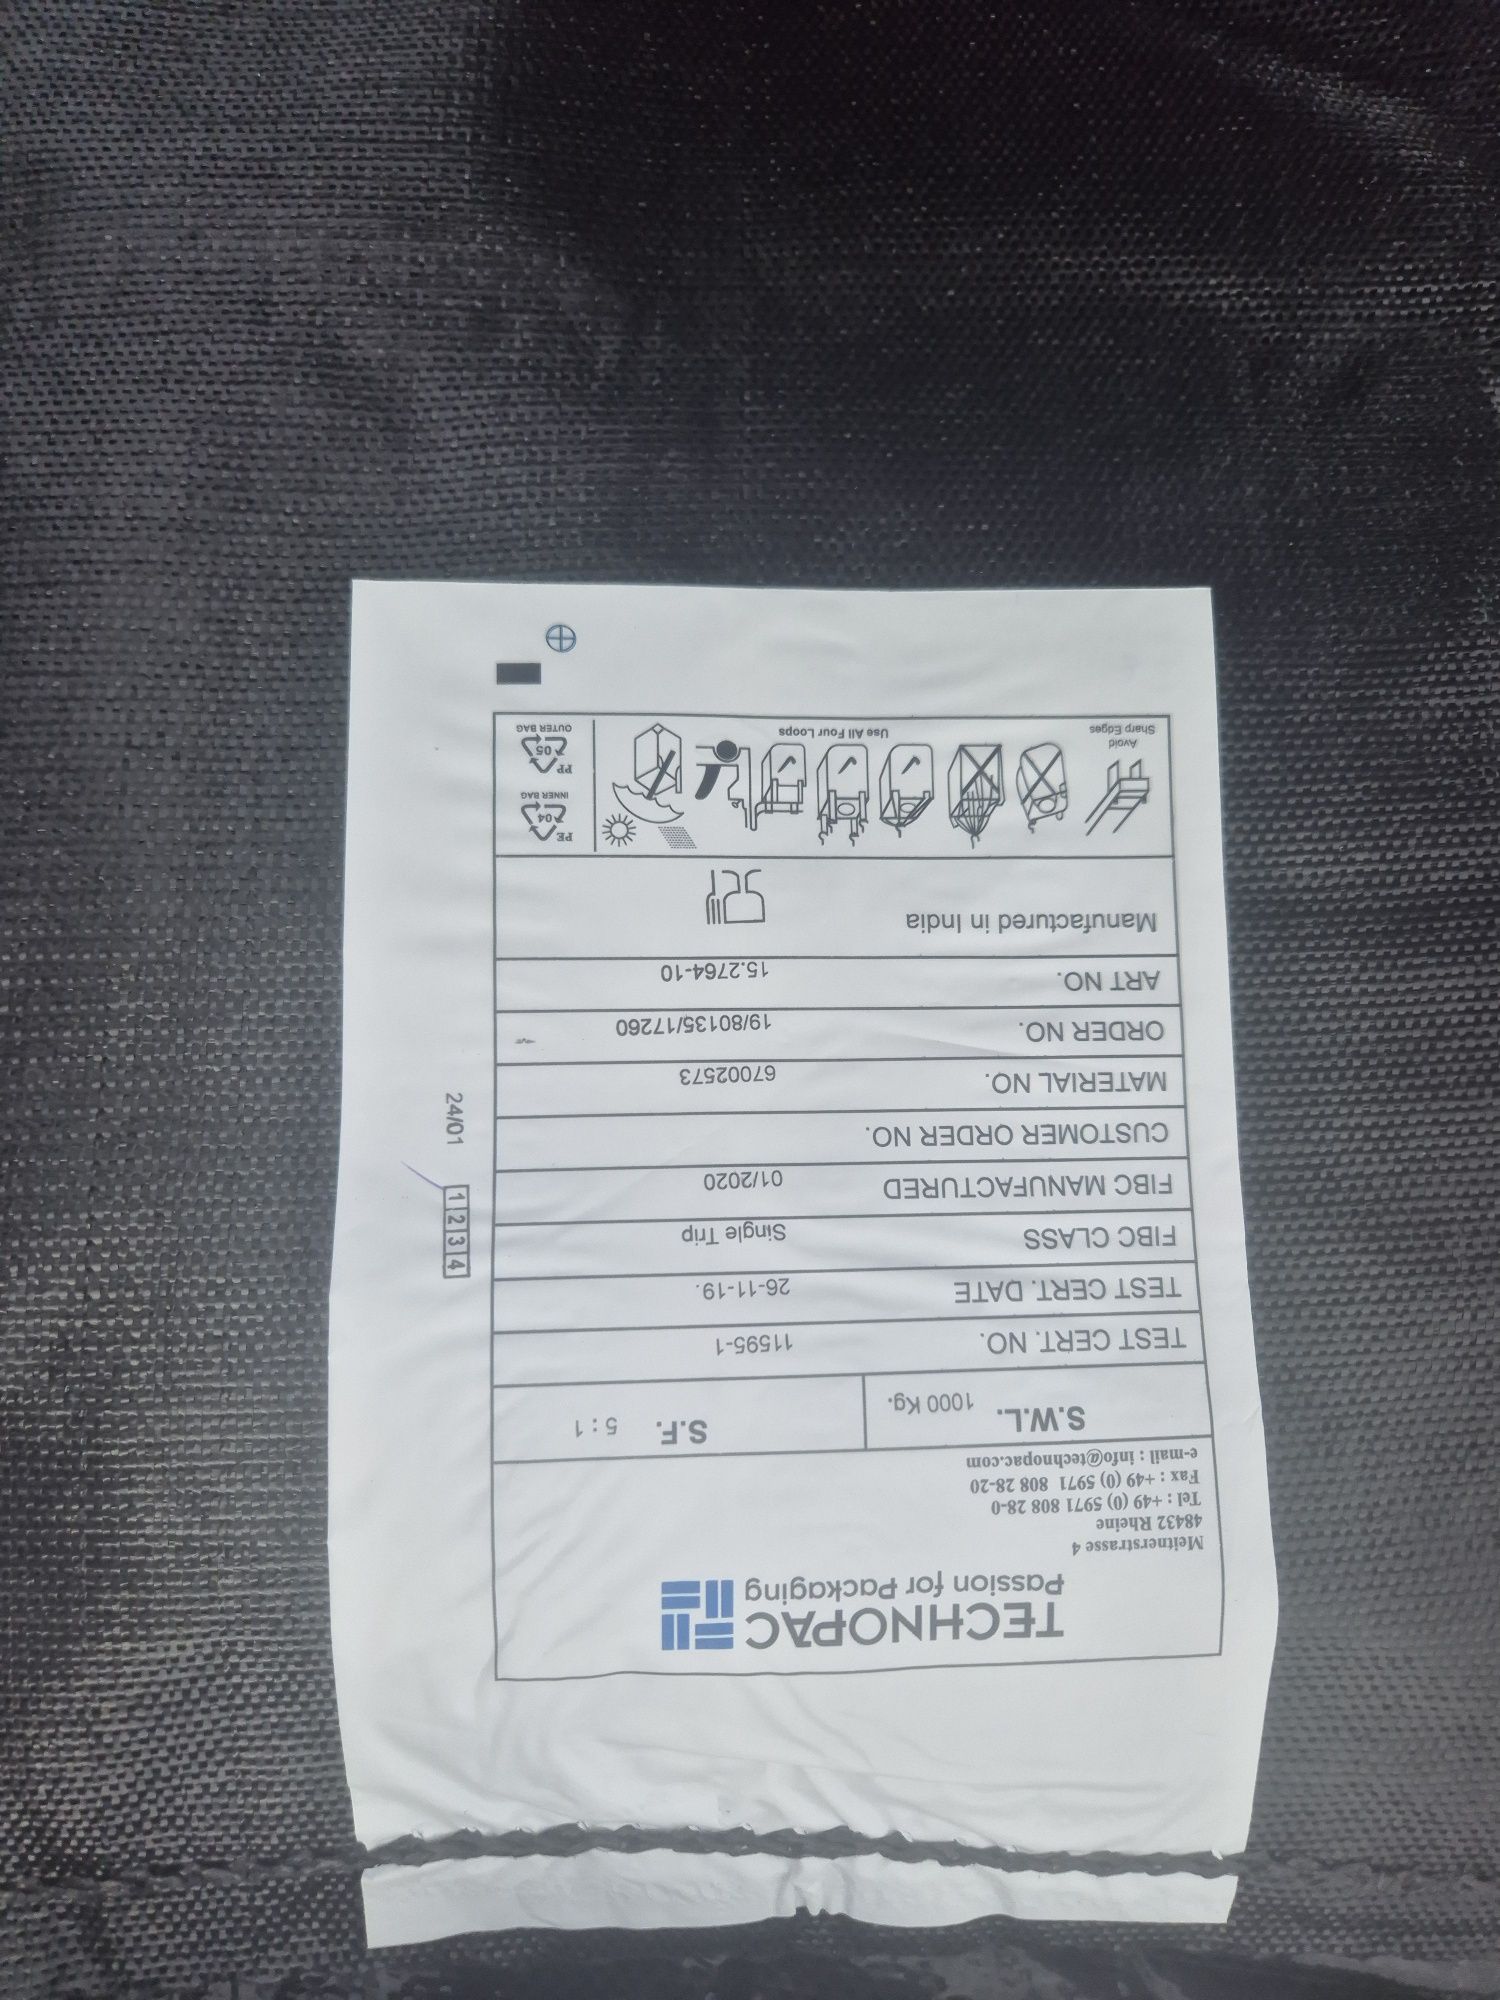 TECHNOPAC
Passion for Packaging
Meitnerstrasse 4
48432 Rheine
Tel : +49 (0) 5971 808 28-0
Fax : +49 (0) 5971 808 28-20
e-mail : info@technopac.com
S.W.L. 1000 Kg. S.F. 5 : 1
TEST CERT. NO. 11595-1
TEST CERT. DATE 26-11-19.
FIBC CLASS Single Trip
FIBC MANUFACTURED 01/2020
CUSTOMER ORDER NO.
MATERIAL NO. 67002573
ORDER NO. 19/80135/17260
ART NO. 15.2764-10
Manufactured in India
Avoid
Sharp Edges
Use All Four Loops
PE
04
INNER BAG
PP
05
OUTER BAG
1 2 3 4
24/01